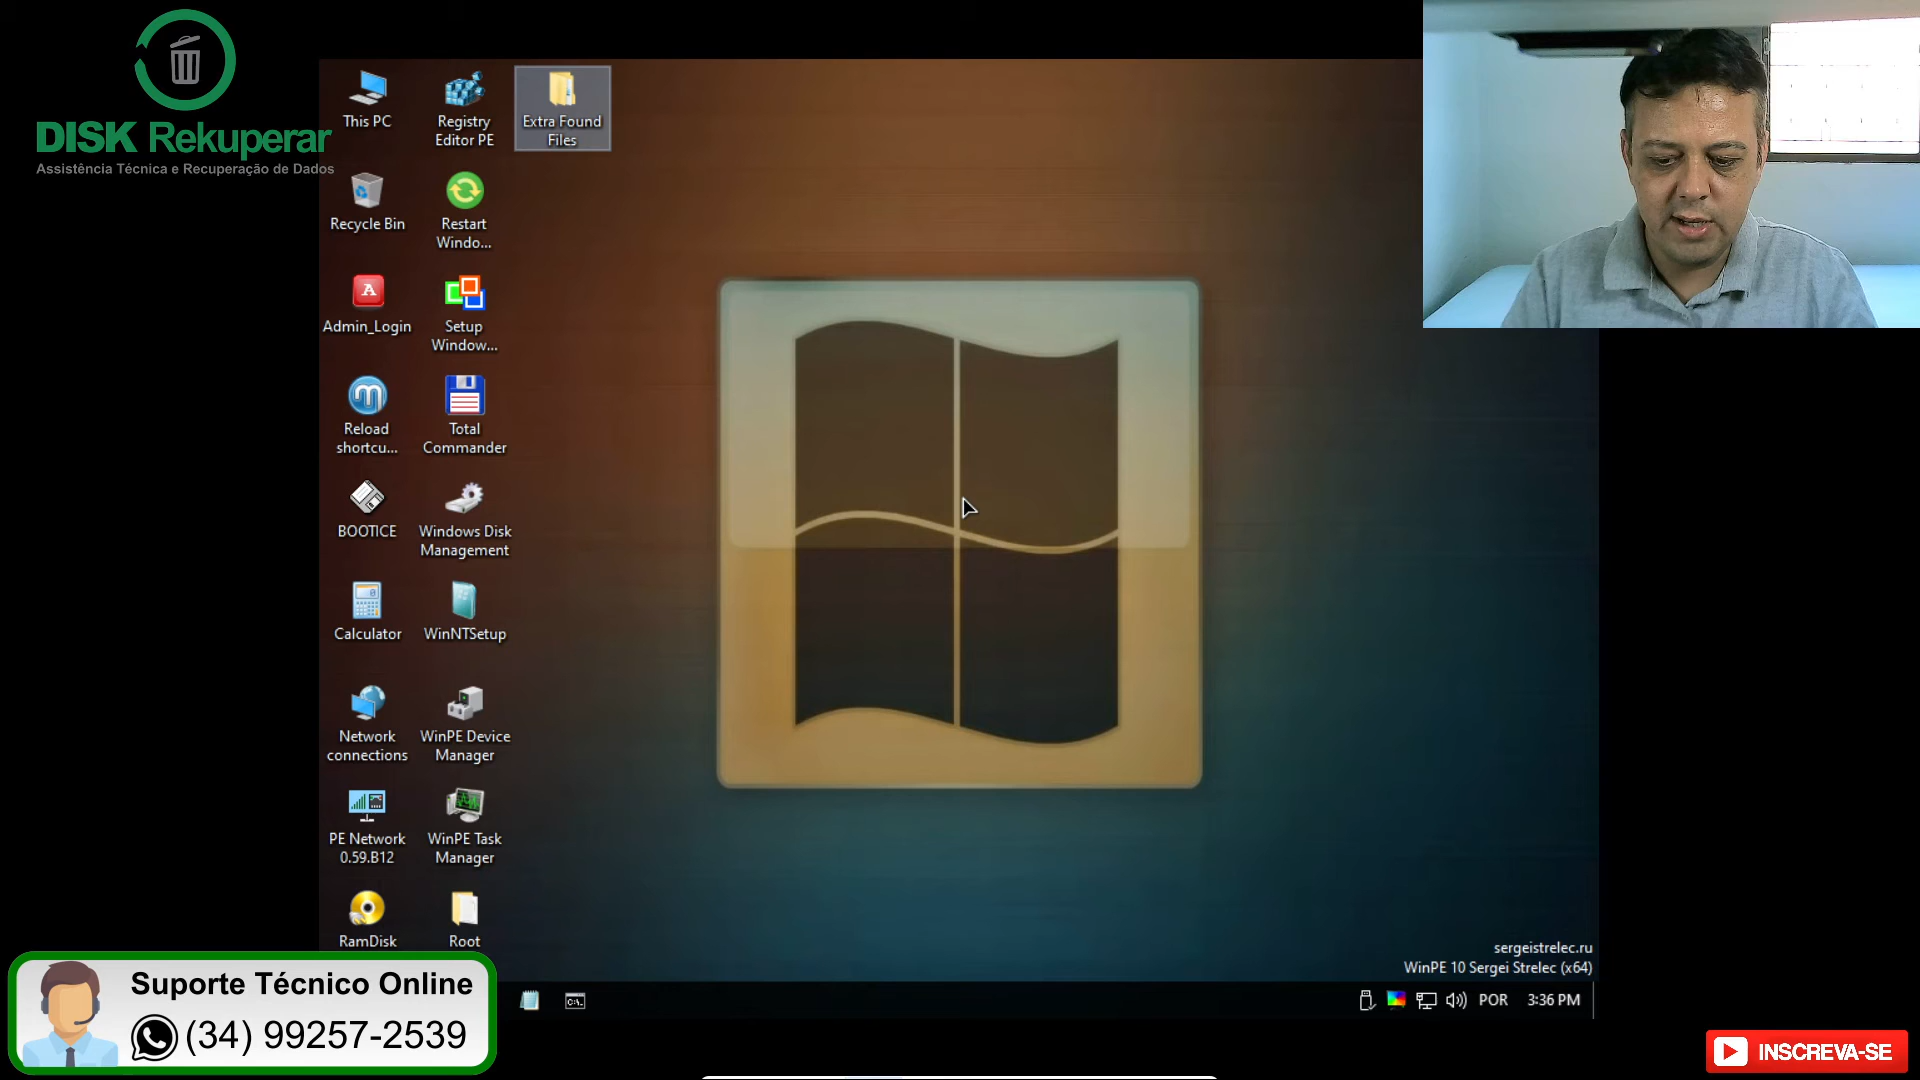 DISK Rekuperar
Assistência Técnica e Recuperação de Dados
This PC
Registry
Editor PE
Extra Found
Files
Recycle Bin
Restart
Windo...
A
Admin_Login
Setup
Window...
Reload
shortcu...
Total
Commander
BOOTICE
Windows Disk
Management
Calculator
WinNTSetup
Network
connections
WinPE Device
Manager
PE Network
0.59.B12
WinPE Task
Manager
RamDisk
Root
sergeistrelec.ru
WinPE 10 Sergei Strelec (x64)
POR
3:36 PM
Suporte Técnico Online
(34) 99257-2539
INSCREVA-SE